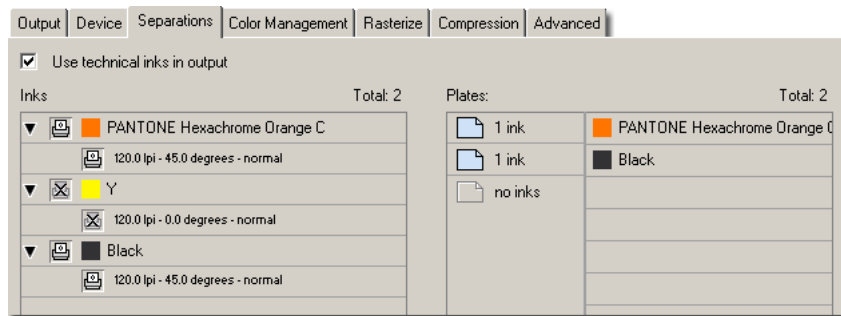 Output Device Separations Color Management Rasterize Compression Advanced
Use technical inks in output
Inks Total: 2 Plates: Total: 2
PANTONE Hexachrome Orange C 1 ink PANTONE Hexachrome Orange
120.0 lpi - 45.0 degrees - normal 1 ink Black
Y no inks
120.0 lpi - 0.0 degrees - normal
Black
120.0 lpi - 45.0 degrees - normal